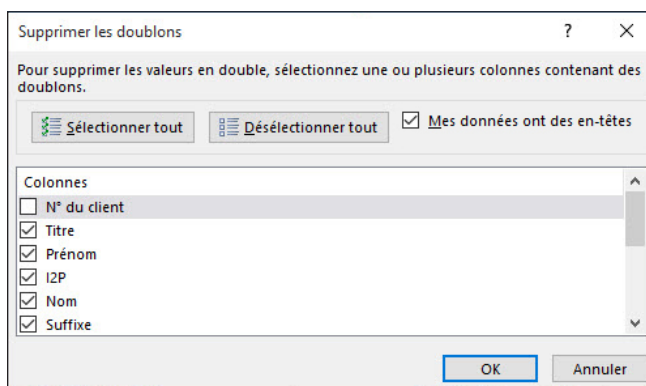 Supprimer les doublons
Pour supprimer les valeurs en double, sélectionnez une ou plusieurs colonnes contenant des
doublons.
Sélectionner tout
Désélectionner tout
Mes données ont des en-têtes
Colonnes
N° du client
Titre
Prénom
I2P
Nom
Suffixe
OK
Annuler